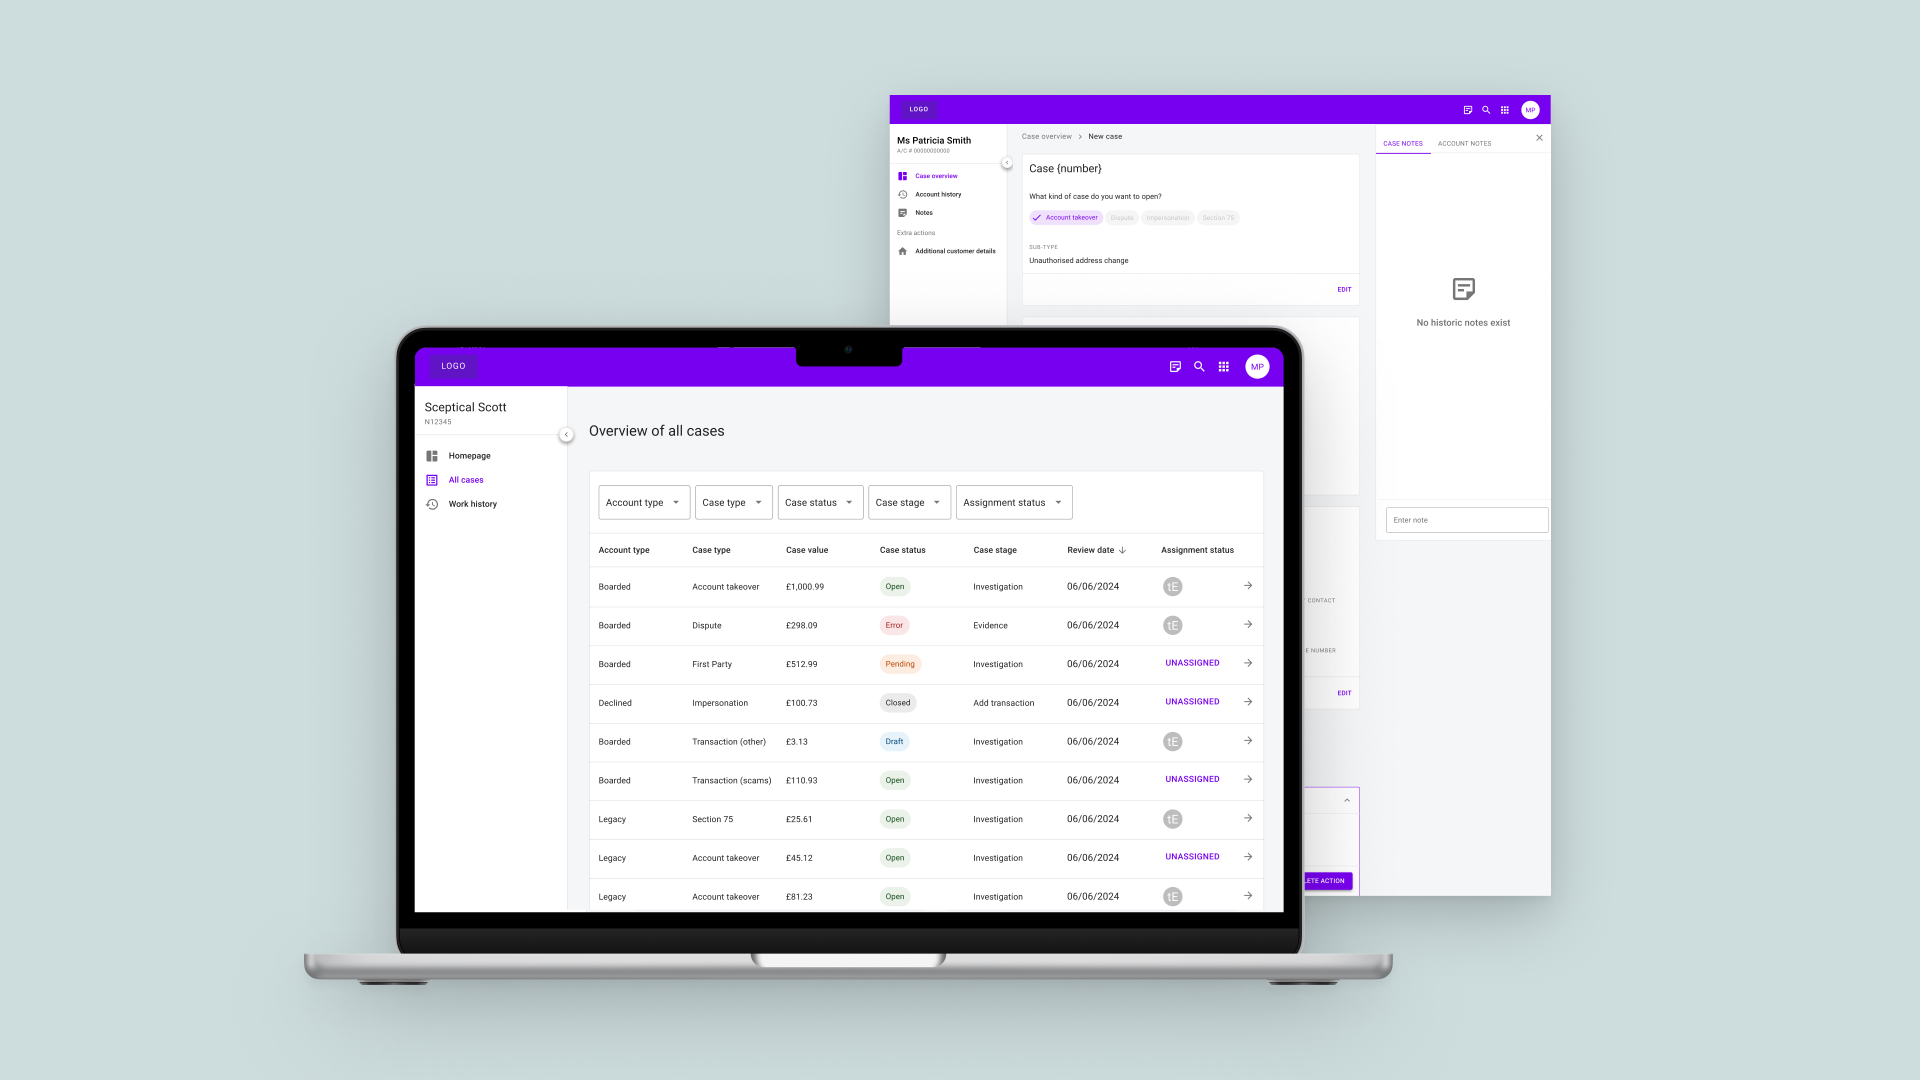 LOGO
MP
Ms Patricia Smith
A/C # 00000000000
Case overview
Account history
Notes
Extra actions
Additional customer details
Case overview > New case
Case {number}
What kind of case do you want to open?
Account takeover Dispute Impersonation Section 75
SUB-TYPE
Unauthorised address change
EDIT
CASE NOTES ACCOUNT NOTES
No historic notes exist
Enter note
CONTACT
E NUMBER
EDIT
LETE ACTION
LOGO
MP
Sceptical Scott
N12345
Homepage
All cases
Work history
Overview of all cases
Account type Case type Case status Case stage Assignment status
Account type Case type Case value Case status Case stage Review date Assignment status
Boarded Account takeover £1,000.99 Open Investigation 06/06/2024 tE
Boarded Dispute £298.09 Error Evidence 06/06/2024 tE
Boarded First Party £512.99 Pending Investigation 06/06/2024 UNASSIGNED
Declined Impersonation £100.73 Closed Add transaction 06/06/2024 UNASSIGNED
Boarded Transaction (other) £3.13 Draft Investigation 06/06/2024 tE
Boarded Transaction (scams) £110.93 Open Investigation 06/06/2024 UNASSIGNED
Legacy Section 75 £25.61 Open Investigation 06/06/2024 tE
Legacy Account takeover £45.12 Open Investigation 06/06/2024 UNASSIGNED
Legacy Account takeover £81.23 Open Investigation 06/06/2024 tE